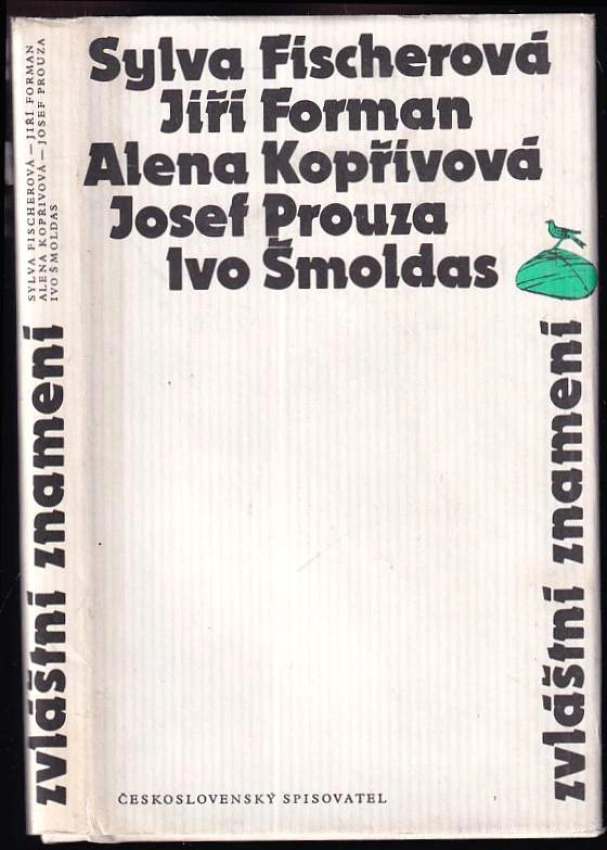 Sylva Fischerová
Jiří Forman
Alena Kopřivová
Josef Prouza
Ivo Šmoldas
zvláštní znamení
ČESKOSLOVENSKÝ SPISOVATEL
SYLVA FISCHEROVÁ — JIŘÍ FORMAN
ALENA KOPŘIVOVÁ — JOSEF PROUZA
IVO ŠMOLDAS
zvláštní znamení